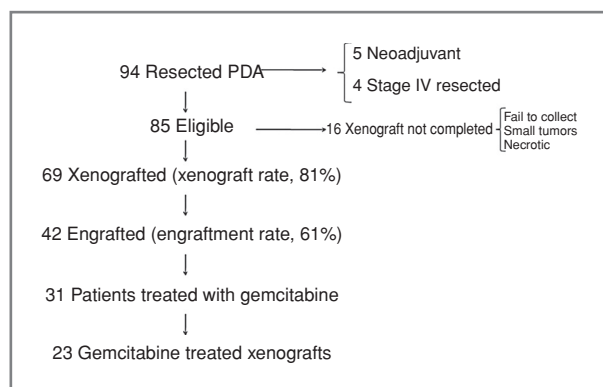 5 Neoadjuvant
94 Resected PDA
4 Stage IV resected
85 Eligible
16 Xenograft not completed
Fail to collect
Small tumors
Necrotic
69 Xenografted (xenograft rate, 81%)
42 Engrafted (engraftment rate, 61%)
31 Patients treated with gemcitabine
23 Gemcitabine treated xenografts